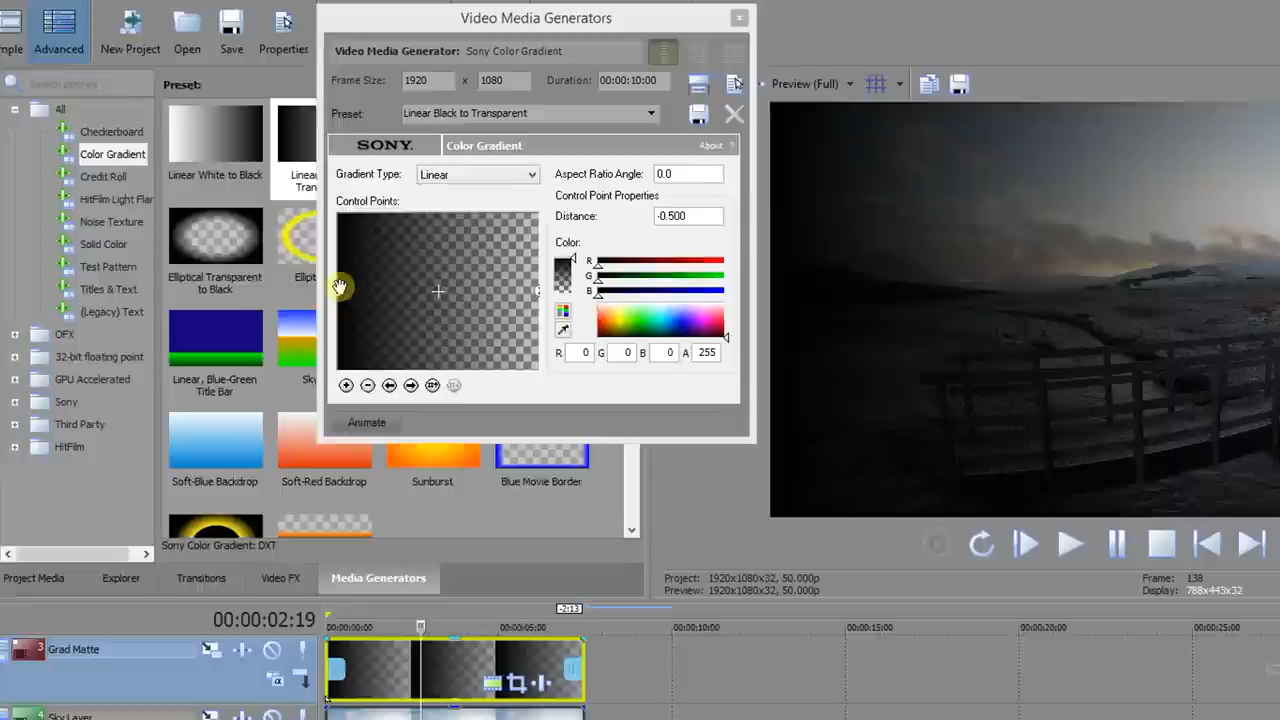 Video Media Generators
mple
Advanced
New Project
Open
Save
Properties
Video Media Generator: Sony Color Gradient
Frame Size: 1920 x 1080 Duration: 00:00:10:00
Preset: Linear Black to Transparent
Preview (Full)
Preset:
All
Checkerboard
Color Gradient
Credit Roll
HitFilm Light Flar
Noise Texture
Solid Color
Test Pattern
Titles & Text
(Legacy) Text
OFX
32-bit floating point
GPU Accelerated
Sony
Third Party
HitFilm
Linear White to Black
Linea
Tran
Elliptical Transparent
to Black
Ellipt
Linear, Blue-Green
Title Bar
Sky
Soft-Blue Backdrop
Soft-Red Backdrop
Sunburst
Blue Movie Border
Sony Color Gradient: DXT
SONY.
Color Gradient
About ?
Gradient Type: Linear
Aspect Ratio Angle: 0.0
Control Points:
Control Point Properties
Distance: -0.500
Color:
R
G
B
R 0 G 0 B 0 A 255
Animate
Project Media
Explorer
Transitions
Video FX
Media Generators
Project: 1920x1080x32, 50.000p
Preview: 1920x1080x32, 50.000p
Frame: 138
Display: 788x443x32
00:00:02:19
-2:13
00:00:00:00
00:00:05:00
00:00:10:00
00:00:15:00
00:00:20:00
00:00:25:00
3
Grad Matte
4
Sky Layer